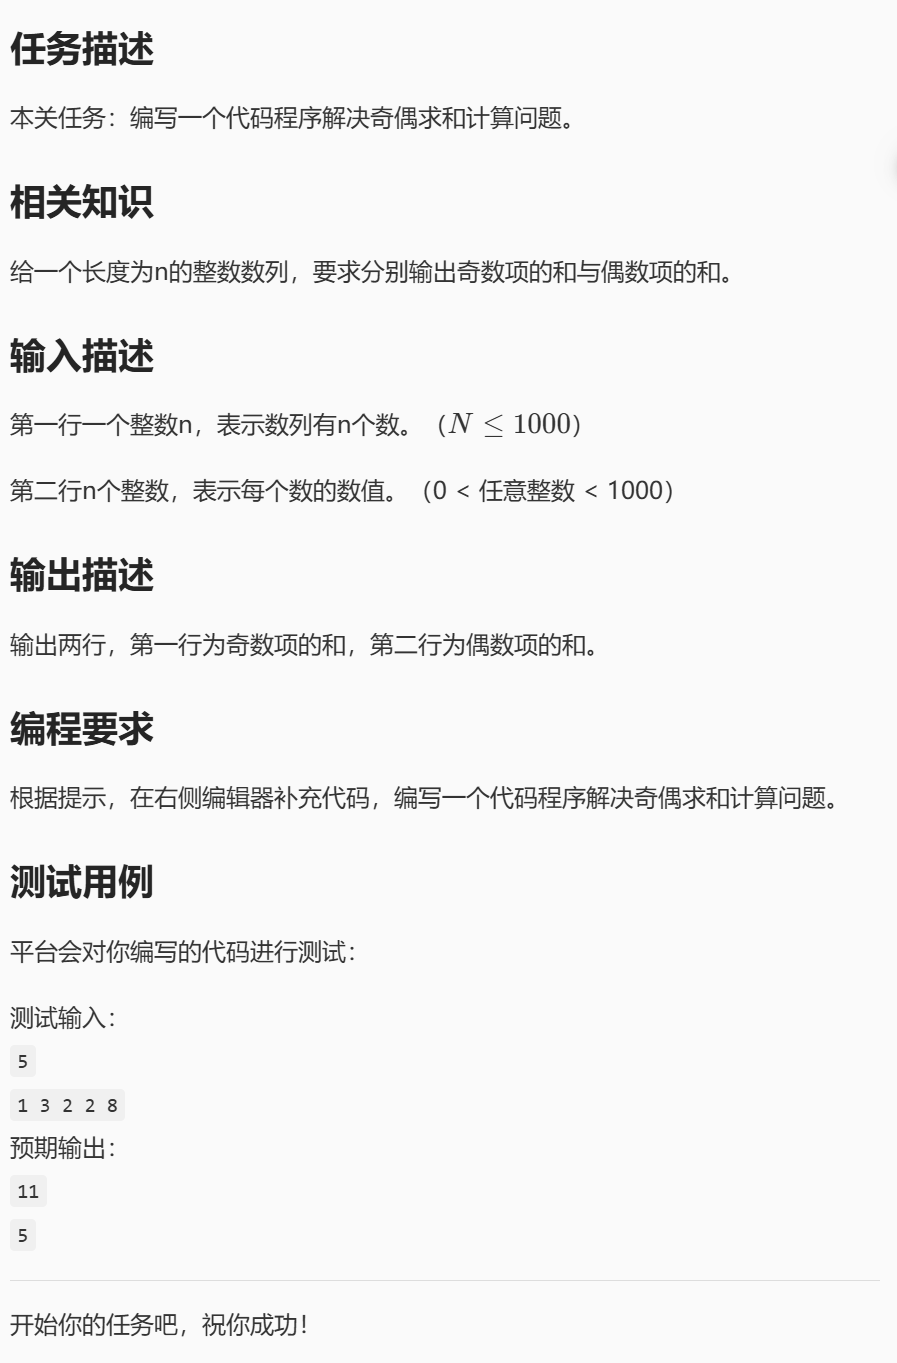 任务描述
本关任务：编写一个代码程序解决奇偶求和计算问题。
相关知识
给一个长度为n的整数数列，要求分别输出奇数项的和与偶数项的和。
输入描述
第一行一个整数n，表示数列有n个数。（N ≤ 1000）
第二行n个整数，表示每个数的数值。（0 < 任意整数 < 1000）
输出描述
输出两行，第一行为奇数项的和，第二行为偶数项的和。
编程要求
根据提示，在右侧编辑器补充代码，编写一个代码程序解决奇偶求和计算问题。
测试用例
平台会对你编写的代码进行测试：
测试输入：
5
1 3 2 2 8
预期输出：
11
5
开始你的任务吧，祝你成功！